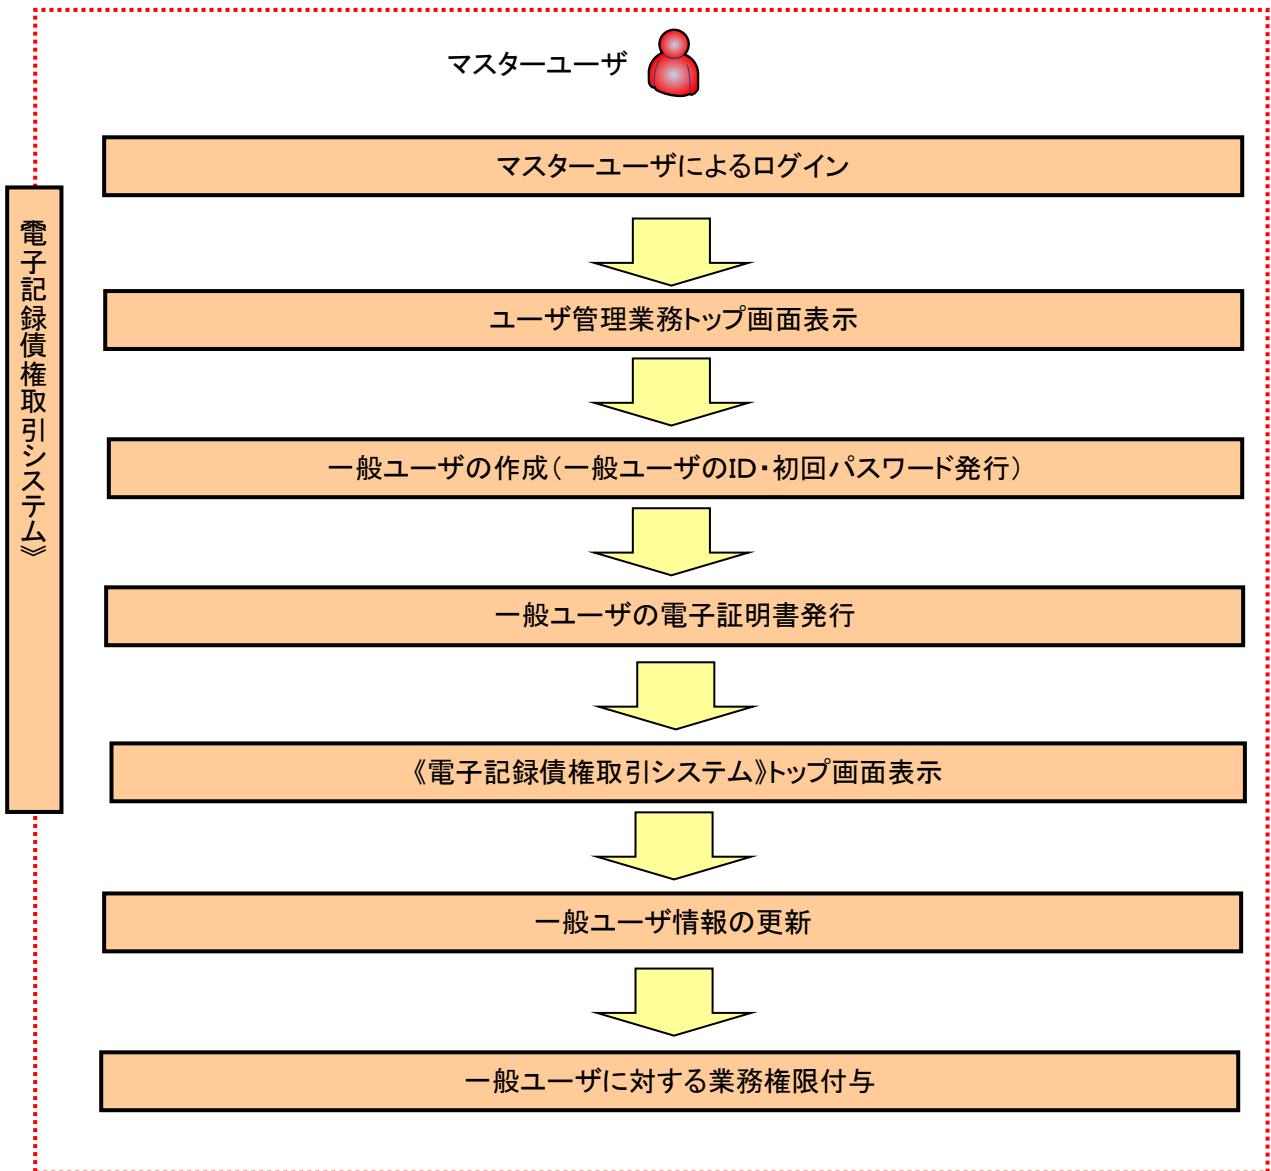 マスターユーザ
マスターユーザによるログイン
《電子記録債権取引システム》
ユーザ管理業務トップ画面表示
一般ユーザの作成(一般ユーザのID・初回パスワード発行)
一般ユーザの電子証明書発行
《電子記録債権取引システム》トップ画面表示
一般ユーザ情報の更新
一般ユーザに対する業務権限付与